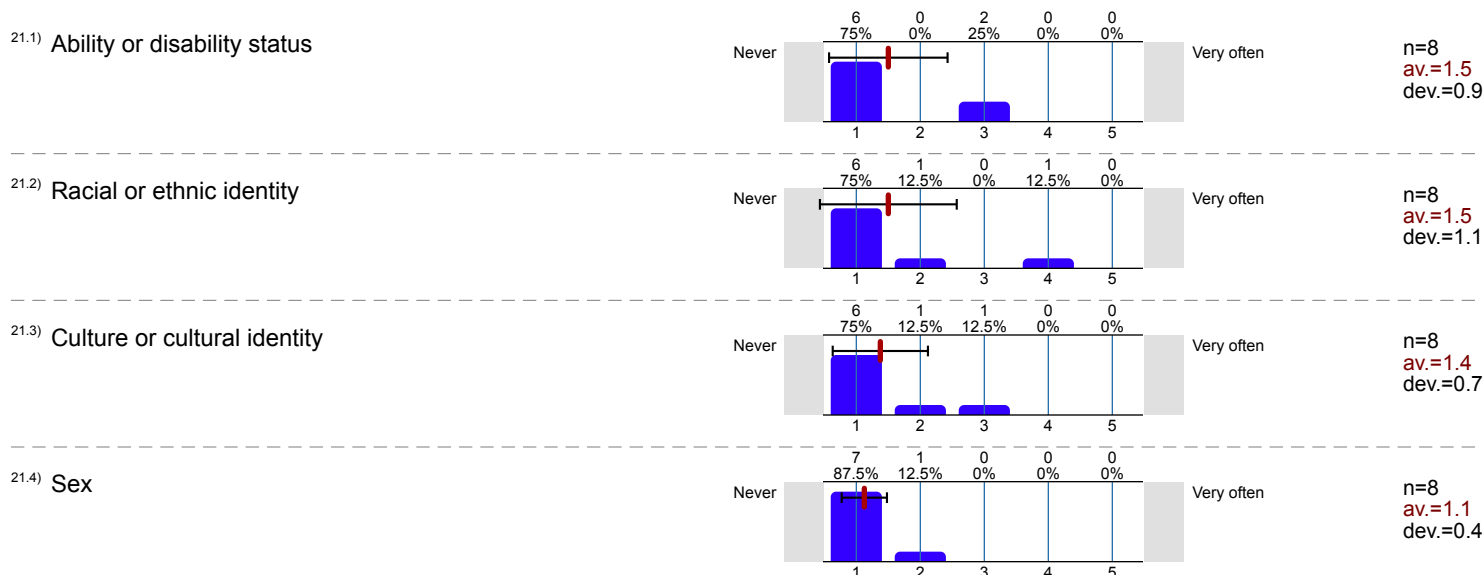 21.1) Ability or disability status
6 0 2 0 0
75% 0% 25% 0% 0%
Never Very often
n=8
av.=1.5
dev.=0.9
1 2 3 4 5
21.2) Racial or ethnic identity
6 1 0 1 0
75% 12.5% 0% 12.5% 0%
Never Very often
n=8
av.=1.5
dev.=1.1
1 2 3 4 5
21.3) Culture or cultural identity
6 1 1 0 0
75% 12.5% 12.5% 0% 0%
Never Very often
n=8
av.=1.4
dev.=0.7
1 2 3 4 5
21.4) Sex
7 1 0 0 0
87.5% 12.5% 0% 0% 0%
Never Very often
n=8
av.=1.1
dev.=0.4
1 2 3 4 5